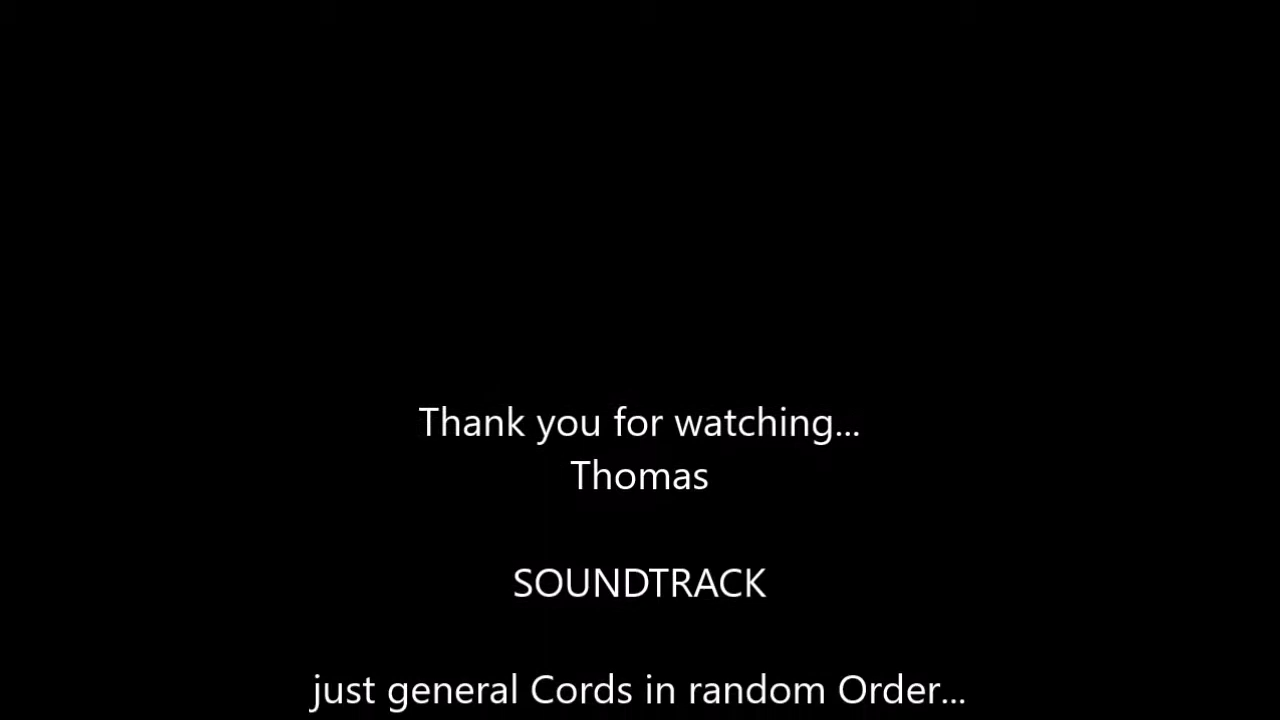 Thank you for watching...
Thomas
SOUNDTRACK
just general Cords in random Order...